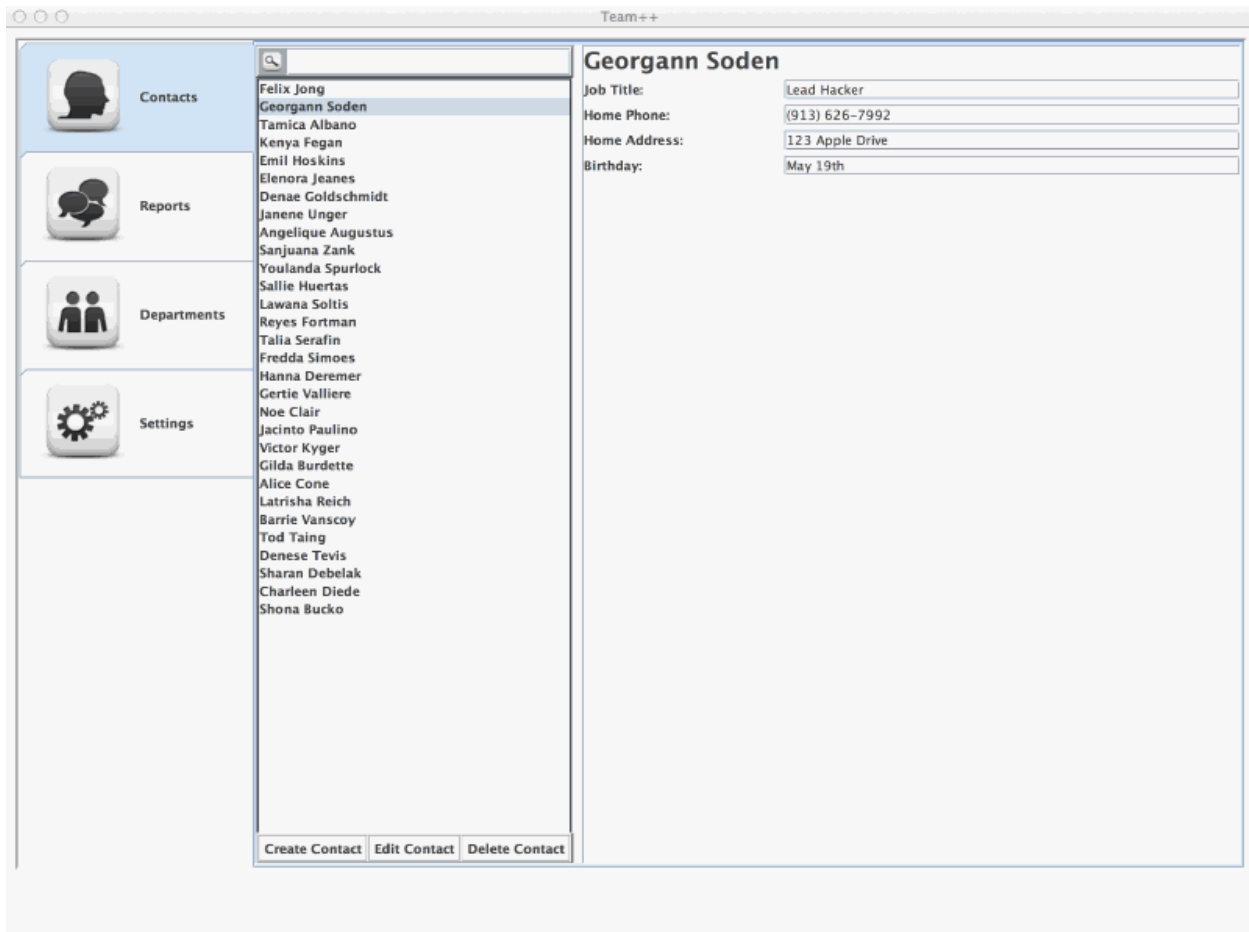 Team++
Contacts
Reports
Departments
Settings
Felix Jong
Georgann Soden
Tamica Albano
Kenya Fegan
Emil Hoskins
Elenora Jeanes
Denae Goldschmidt
Janene Unger
Angelique Augustus
Sanjuana Zank
Youlanda Spurlock
Sallie Huertas
Lawana Soltis
Reyes Fortman
Talia Serafin
Fredda Simoes
Hanna Deremer
Gertie Valliere
Noe Clair
Jacinto Paulino
Victor Kyger
Gilda Burdette
Alice Cone
Latrisha Reich
Barrie Vanscoy
Tod Taing
Denese Tevis
Sharan Debelak
Charleen Diede
Shona Bucko
Create Contact Edit Contact Delete Contact
Georgann Soden
Job Title: Lead Hacker
Home Phone: (913) 626-7992
Home Address: 123 Apple Drive
Birthday: May 19th